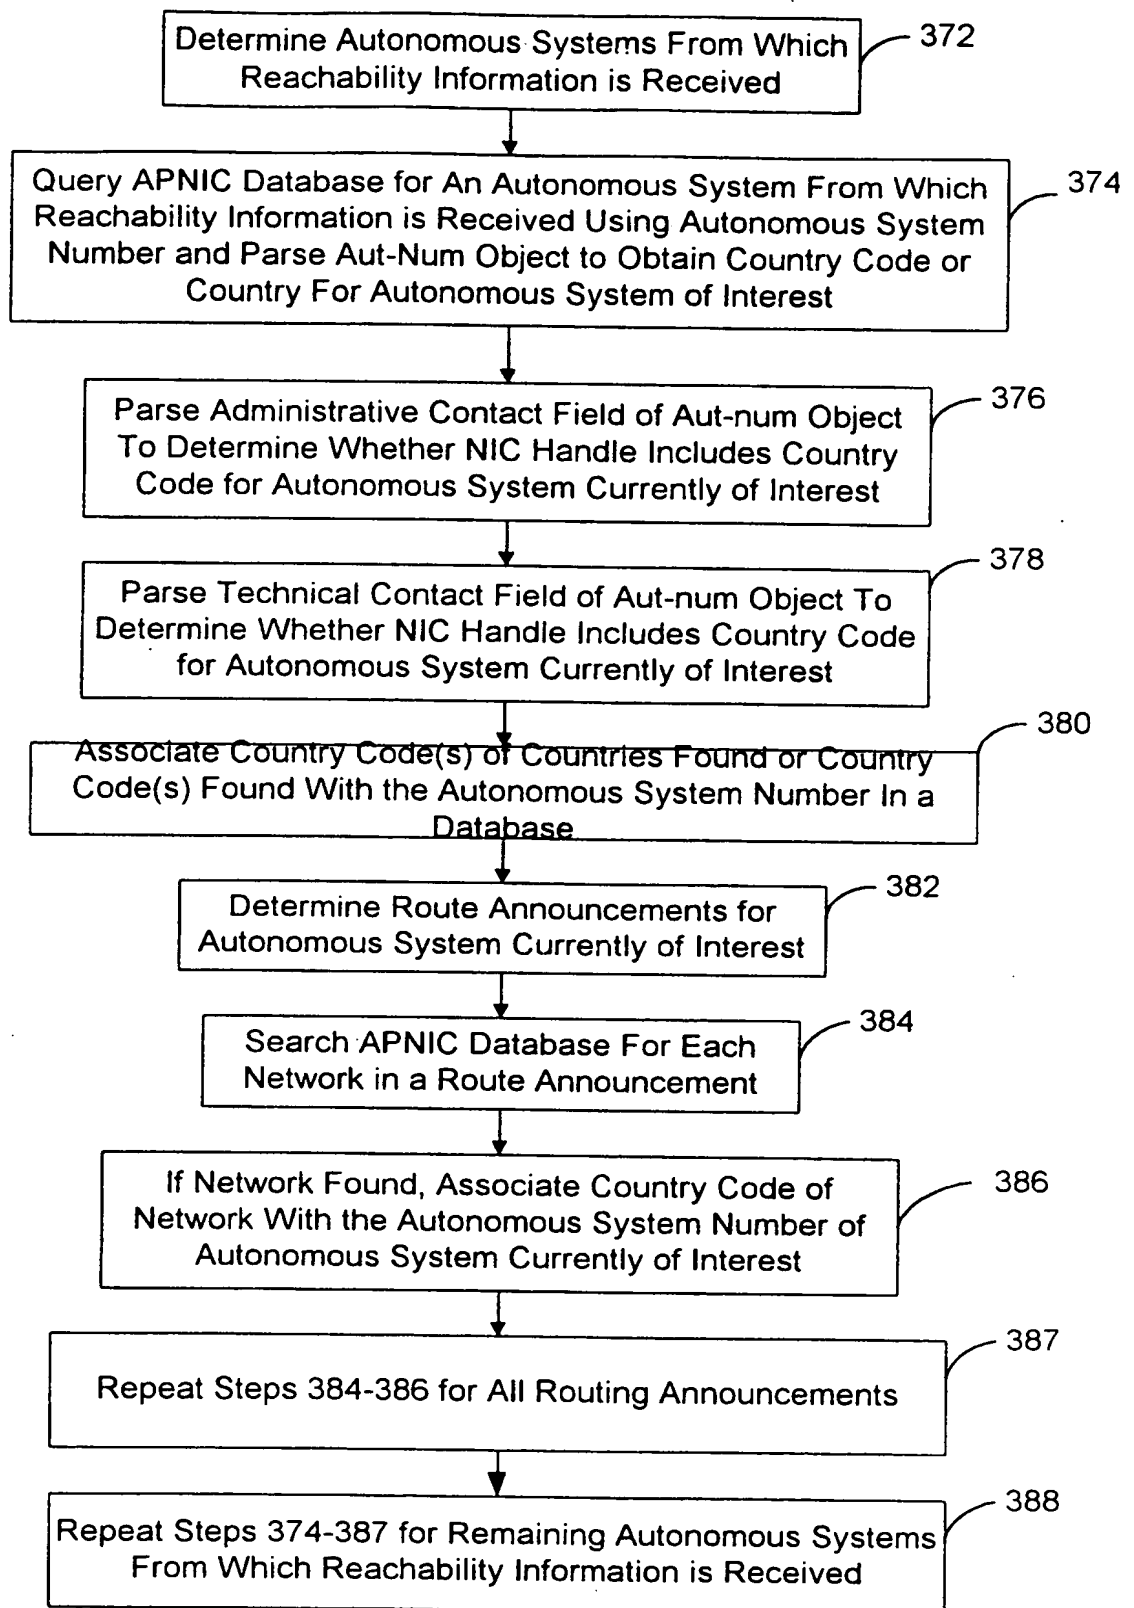 Determine Autonomous Systems From Which
Reachability Information is Received
372
Query APNIC Database for An Autonomous System From Which
Reachability Information is Received Using Autonomous System
Number and Parse Aut-Num Object to Obtain Country Code or
Country For Autonomous System of Interest
374
Parse Administrative Contact Field of Aut-num Object
To Determine Whether NIC Handle Includes Country
Code for Autonomous System Currently of Interest
376
Parse Technical Contact Field of Aut-num Object To
Determine Whether NIC Handle Includes Country Code
for Autonomous System Currently of Interest
378
Associate Country Code(s) of Countries Found or Country
Code(s) Found With the Autonomous System Number In a
Database
380
Determine Route Announcements for
Autonomous System Currently of Interest
382
Search APNIC Database For Each
Network in a Route Announcement
384
If Network Found, Associate Country Code of
Network With the Autonomous System Number of
Autonomous System Currently of Interest
386
Repeat Steps 384-386 for All Routing Announcements
387
Repeat Steps 374-387 for Remaining Autonomous Systems
From Which Reachability Information is Received
388